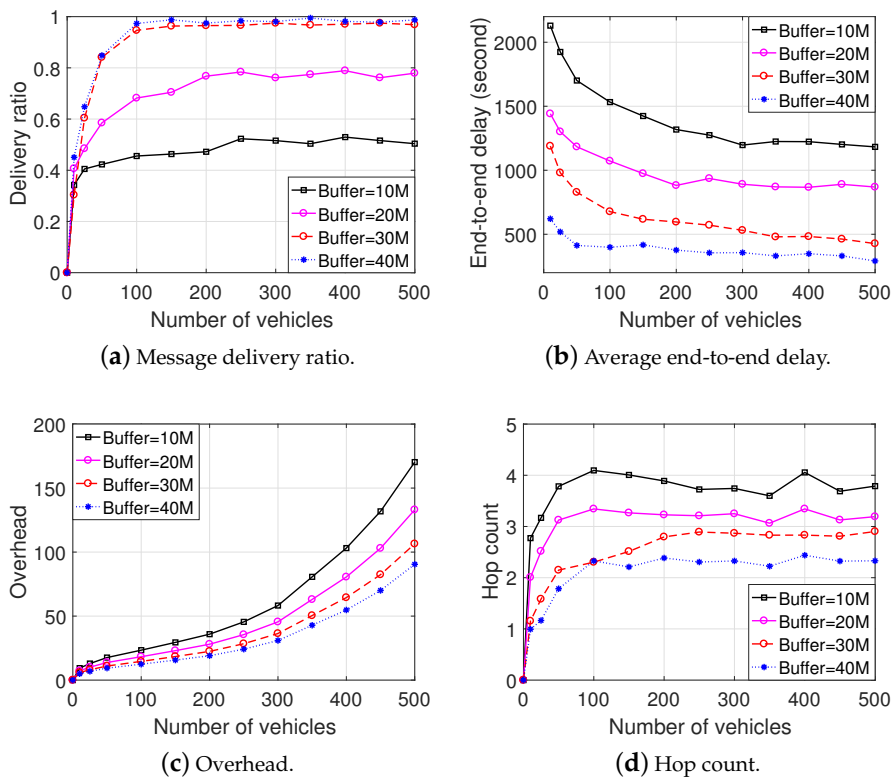 1
0.8
0.6
0.4
0.2
0
Delivery ratio
Buffer=10M
Buffer=20M
Buffer=30M
Buffer=40M
0 100 200 300 400 500
Number of vehicles
(a) Message delivery ratio.
2000
1500
1000
500
End-to-end delay (second)
Buffer=10M
Buffer=20M
Buffer=30M
Buffer=40M
0 100 200 300 400 500
Number of vehicles
(b) Average end-to-end delay.
200
150
100
50
0
Overhead
Buffer=10M
Buffer=20M
Buffer=30M
Buffer=40M
0 100 200 300 400 500
Number of vehicles
(c) Overhead.
5
4
3
2
1
0
Hop count
Buffer=10M
Buffer=20M
Buffer=30M
Buffer=40M
0 100 200 300 400 500
Number of vehicles
(d) Hop count.